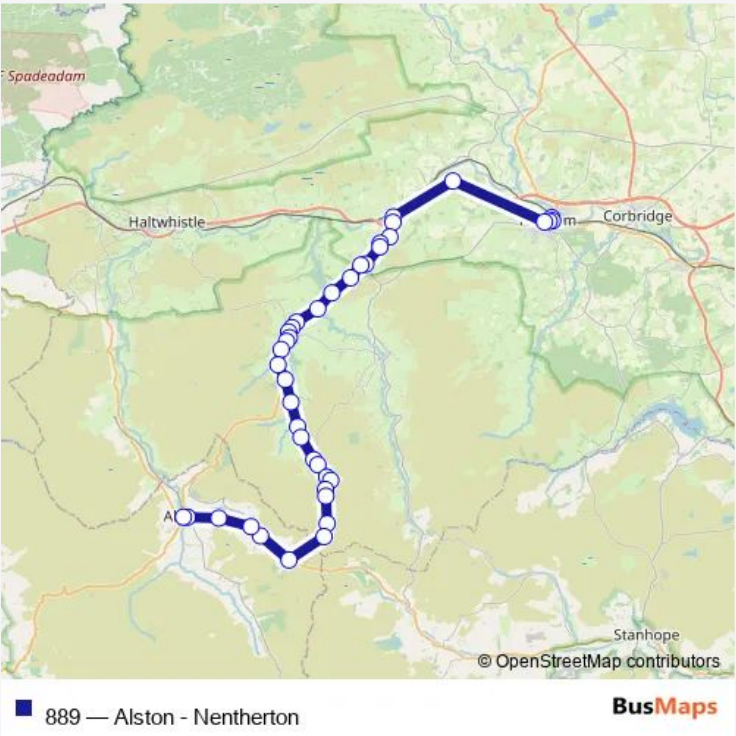 F Spadeadam
Haltwhistle
Corbridge
Stanhope
© OpenStreetMap contributors
889 — Alston - Nentherton
BusMaps